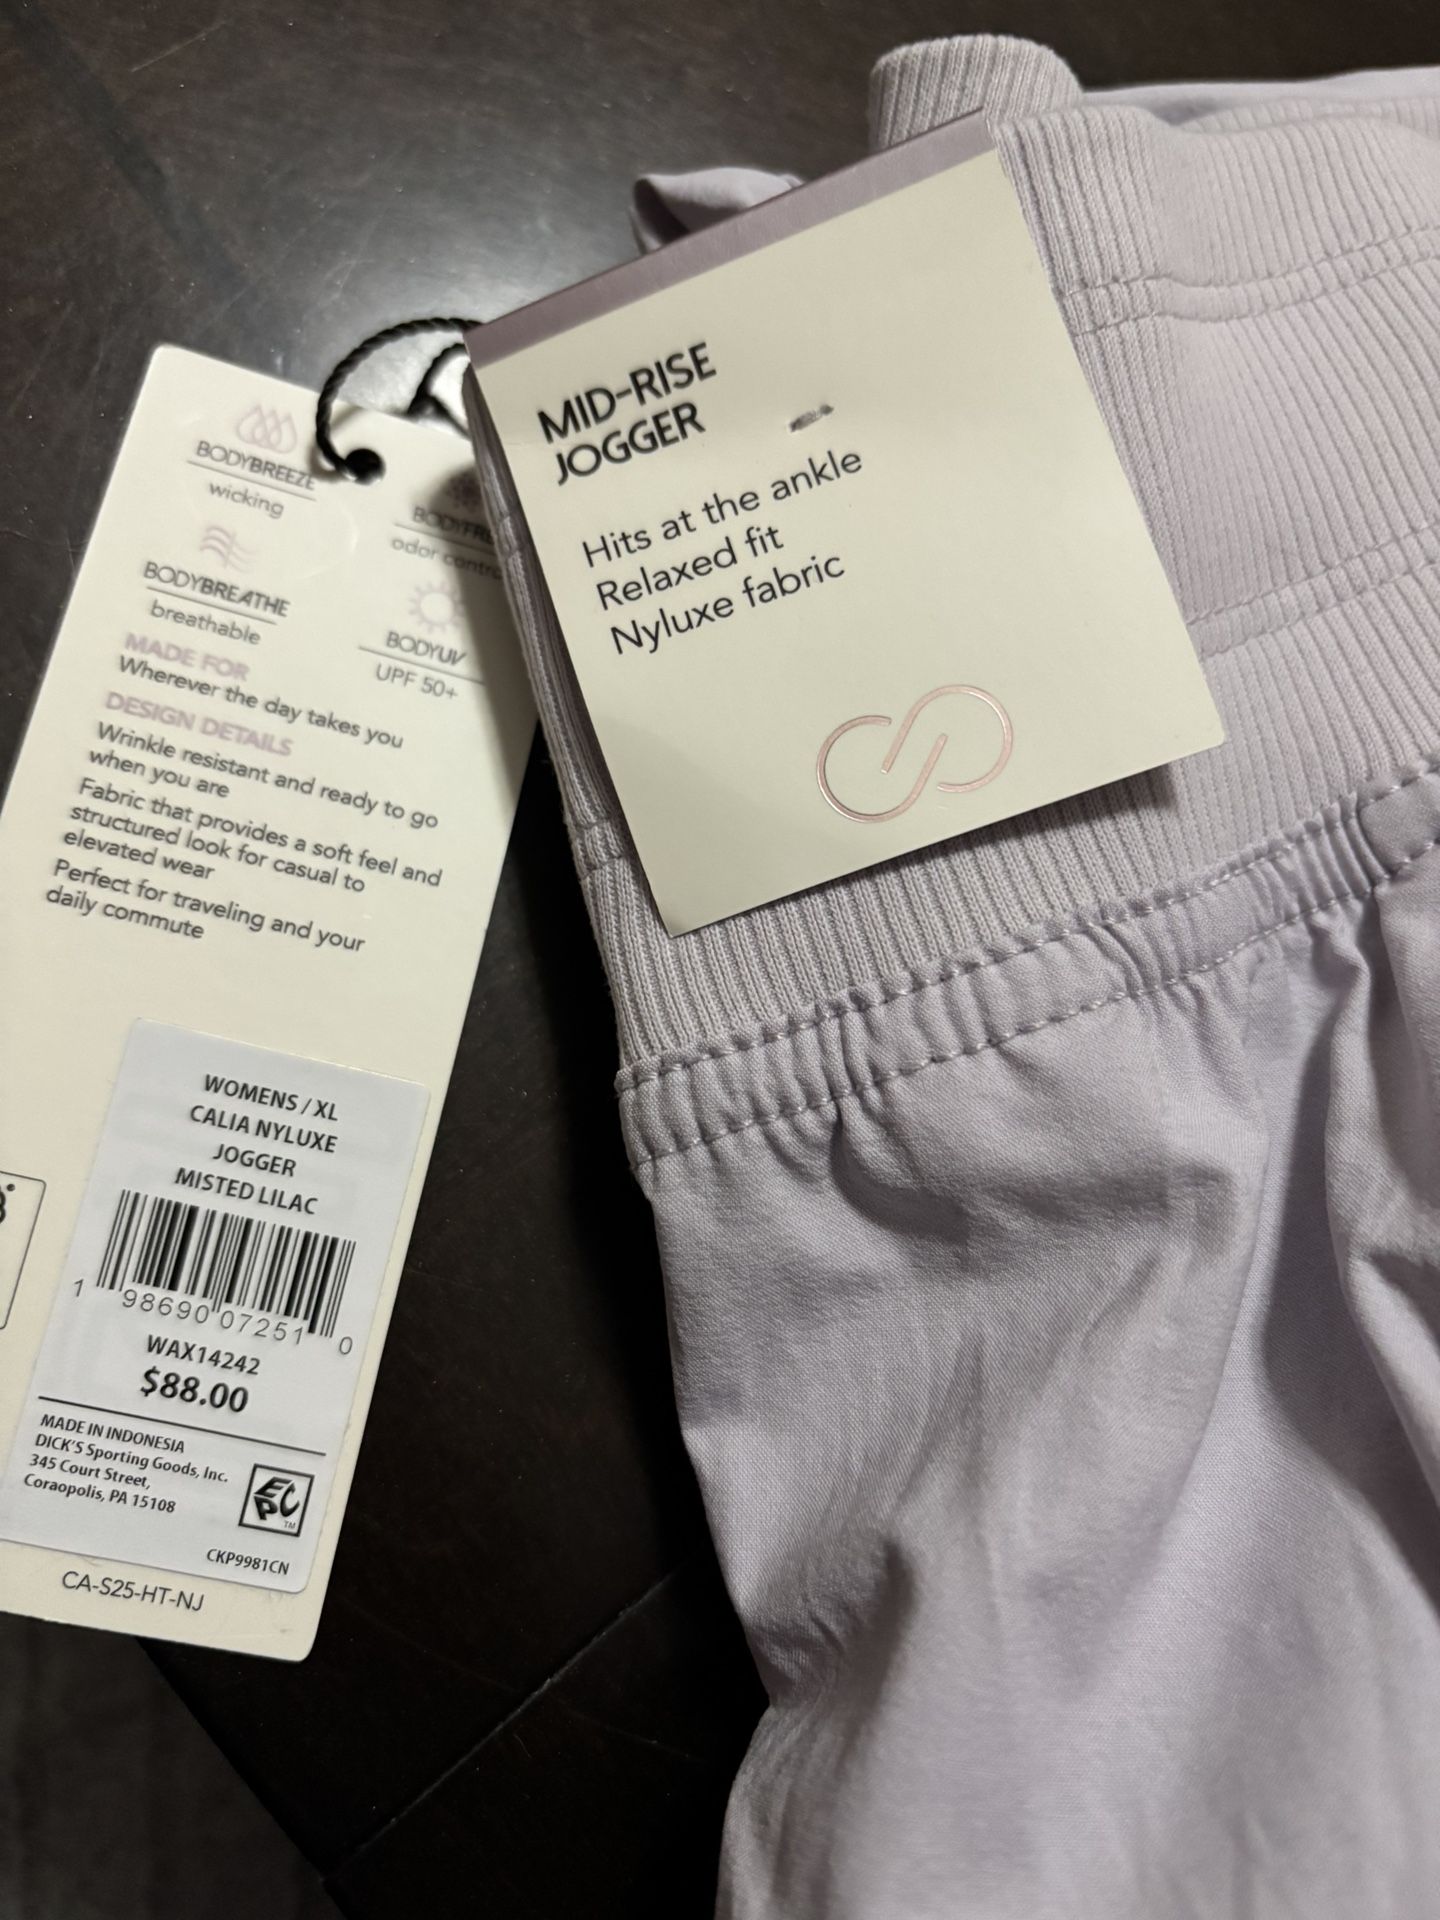 MID-RISE
JOGGER
Hits at the ankle
Relaxed fit
Nyluxe fabric
BODYBREEZE
wicking
odor
BODYBREATHE
breathable
BODYUV
UPF 50+
MADE FOR
Wherever the day takes you
DESIGN DETAILS
Wrinkle resistant and ready to go
when you are
Fabric that provides a soft feel and
structured look for casual to
elevated wear
Perfect for traveling and your
daily commute
WOMENS / XL
CALIA NYLUXE
JOGGER
MISTED LILAC
1 98690 07251 0
WAX14242
$88.00
MADE IN INDONESIA
DICK'S Sporting Goods, Inc.
345 Court Street,
Coraopolis, PA 15108
EPC
TM
CKP9981CN
CA-S25-HT-NJ